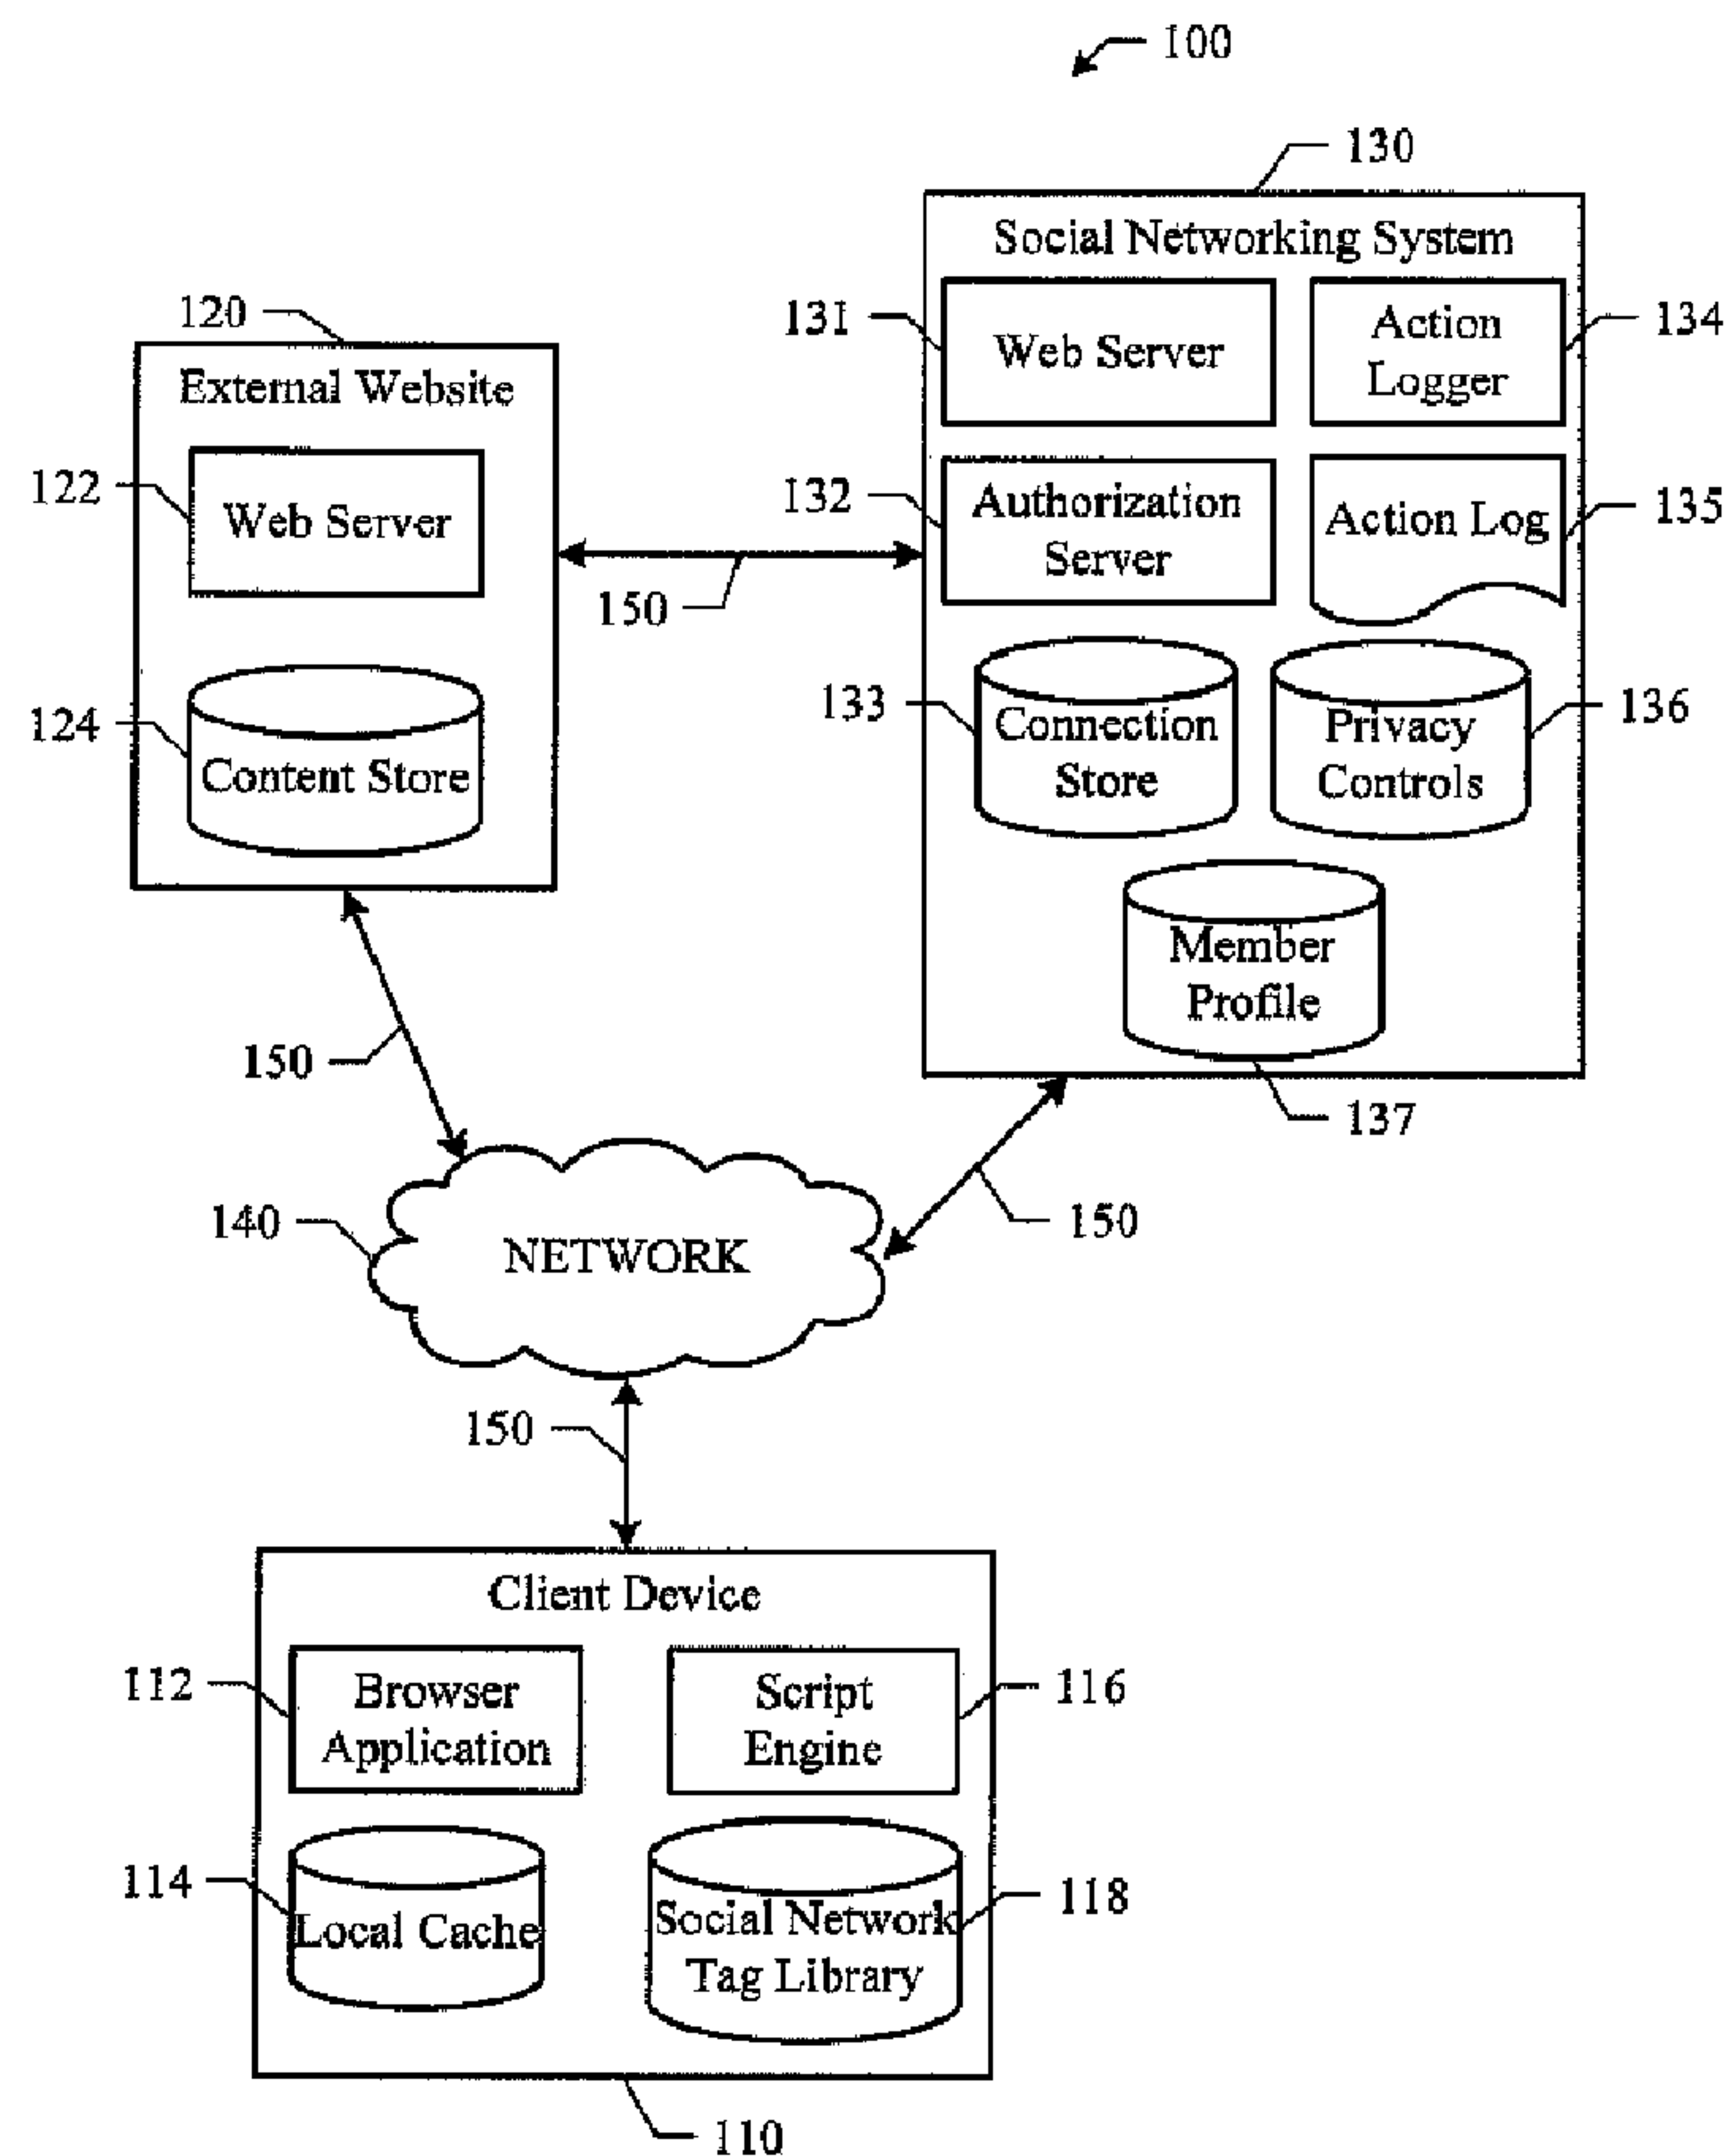 100
130
Social Networking System
131
Web Server
Action
Logger
134
132
Authorization
Server
Action Log
135
133
Connection
Store
Privacy
Controls
136
Member
Profile
137
120
External Website
122
Web Server
124
Content Store
150
150
150
140
NETWORK
150
Client Device
112
Browser
Application
Script
Engine
116
114
Local Cache
Social Network
Tag Library
118
110